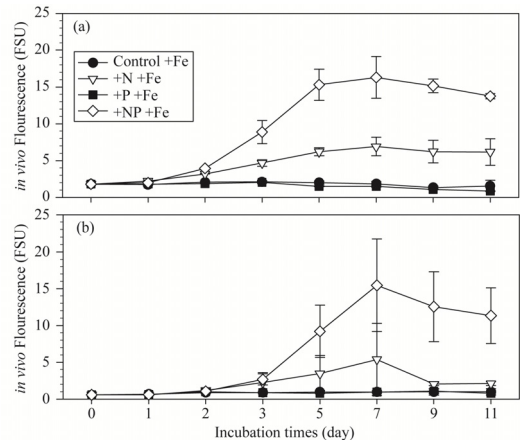 25
(a)
20
Control +Fe
+N +Fe
+P +Fe
+NP +Fe
15
10
5
0
in vivo Flourescence (FSU)
25
(b)
20
15
10
5
0
in vivo Flourescence (FSU)
0 1 2 3 5 7 9 11
Incubation times (day)